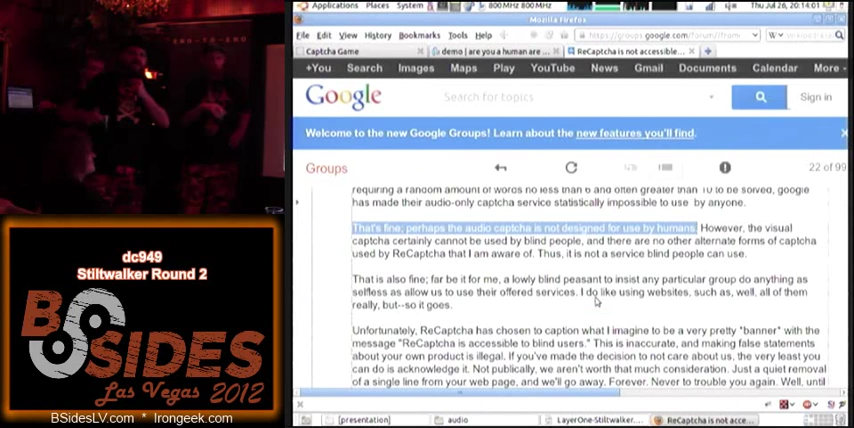 Applications Places System 800 MHz 800 MHz Thu Jul 26, 20:14:01
Mozilla Firefox
File Edit View History Bookmarks Tools Help
https://groups.google.com/forum/?from
Captcha Game
demo | are you a human are ...
ReCaptcha is not accessible...
+You Search Images Maps Play YouTube News Gmail Documents Calendar More
Google
Search for topics
Sign in
Welcome to the new Google Groups! Learn about the new features you'll find.
Groups
22 of 99
requiring a random amount of words no less than 6 and often greater than 10 to be solved, google
has made their audio-only captcha service statistically impossible to use by anyone.
That's fine; perhaps the audio captcha is not designed for use by humans. However, the visual
captcha certainly cannot be used by blind people, and there are no other alternate forms of captcha
used by ReCaptcha that I am aware of. Thus, it is not a service blind people can use.
That is also fine; far be it for me, a lowly blind peasant to insist any particular group do anything as
selfless as allow us to use their offered services. I do like using websites, such as, well, all of them
really, but--so it goes.
Unfortunately, ReCaptcha has chosen to caption what I imagine to be a very pretty *banner* with the
message "ReCaptcha is accessible to blind users." This is inaccurate, and making false statements
about your own product is illegal. If you've made the decision to not care about us, the very least you
can do is acknowledge it. Not publically, we aren't worth that much consideration. Just a quiet removal
of a single line from your web page, and we'll go away. Forever. Never to trouble you again. Well, until
[presentation]
audio
LayerOne-Stiltwalker...
ReCaptcha is not acce...
dc949
Stiltwalker Round 2
BSIDES
Las Vegas 2012
BSidesLV.com * Irongeek.com